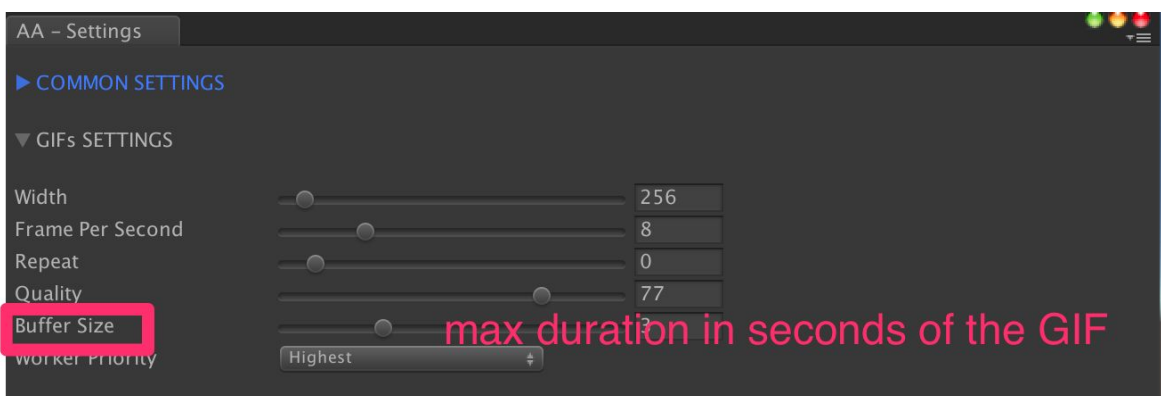 AA – Settings
COMMON SETTINGS
GIFs SETTINGS
Width 256
Frame Per Second 8
Repeat 0
Quality 77
Buffer Size 3 max duration in seconds of the GIF
Worker Priority Highest